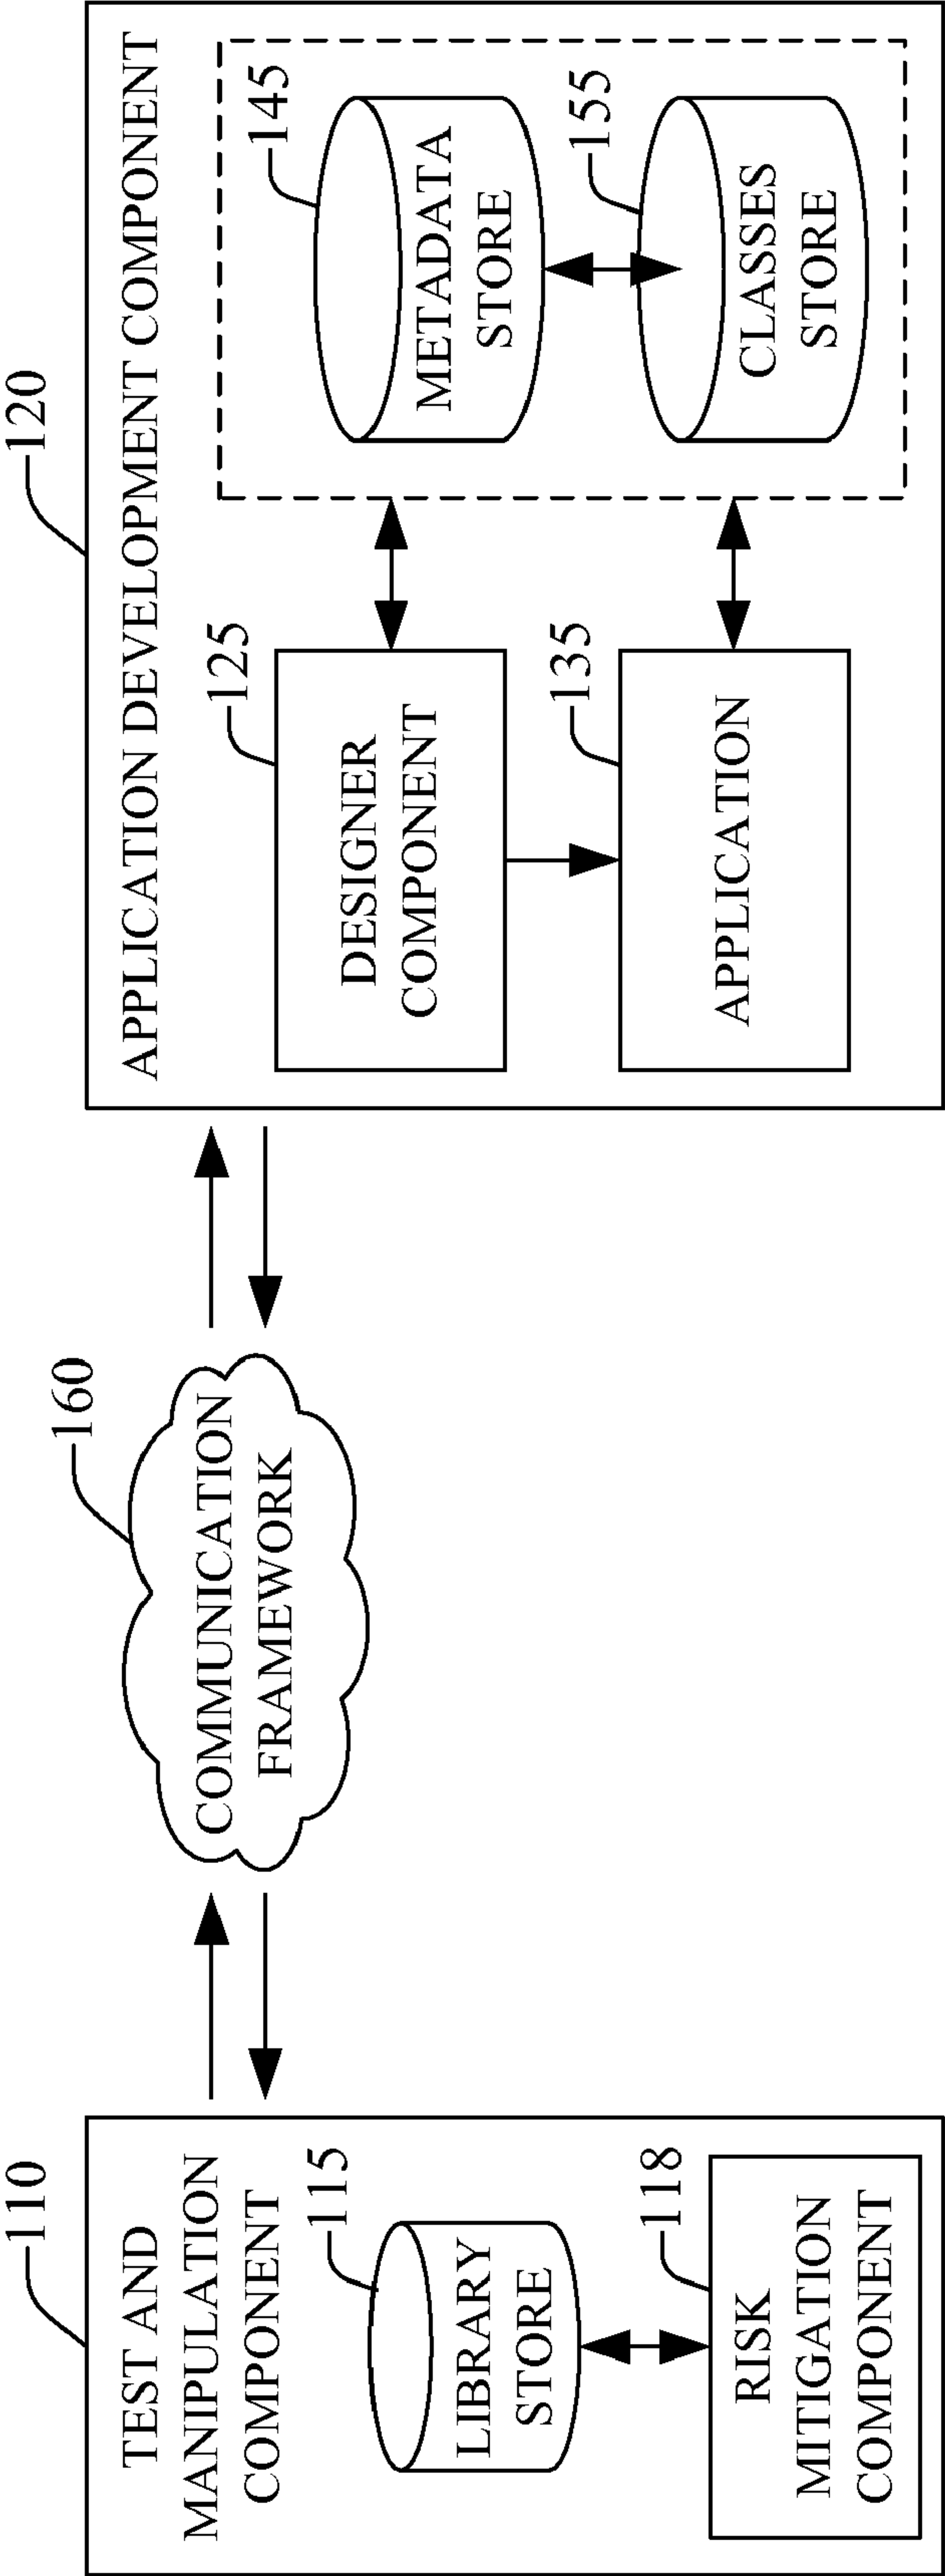 110
TEST AND
MANIPULATION
COMPONENT
115
LIBRARY
STORE
118
RISK
MITIGATION
COMPONENT
160
COMMUNICATION
FRAMEWORK
120
APPLICATION DEVELOPMENT COMPONENT
125
DESIGNER
COMPONENT
135
APPLICATION
145
METADATA
STORE
155
CLASSES
STORE